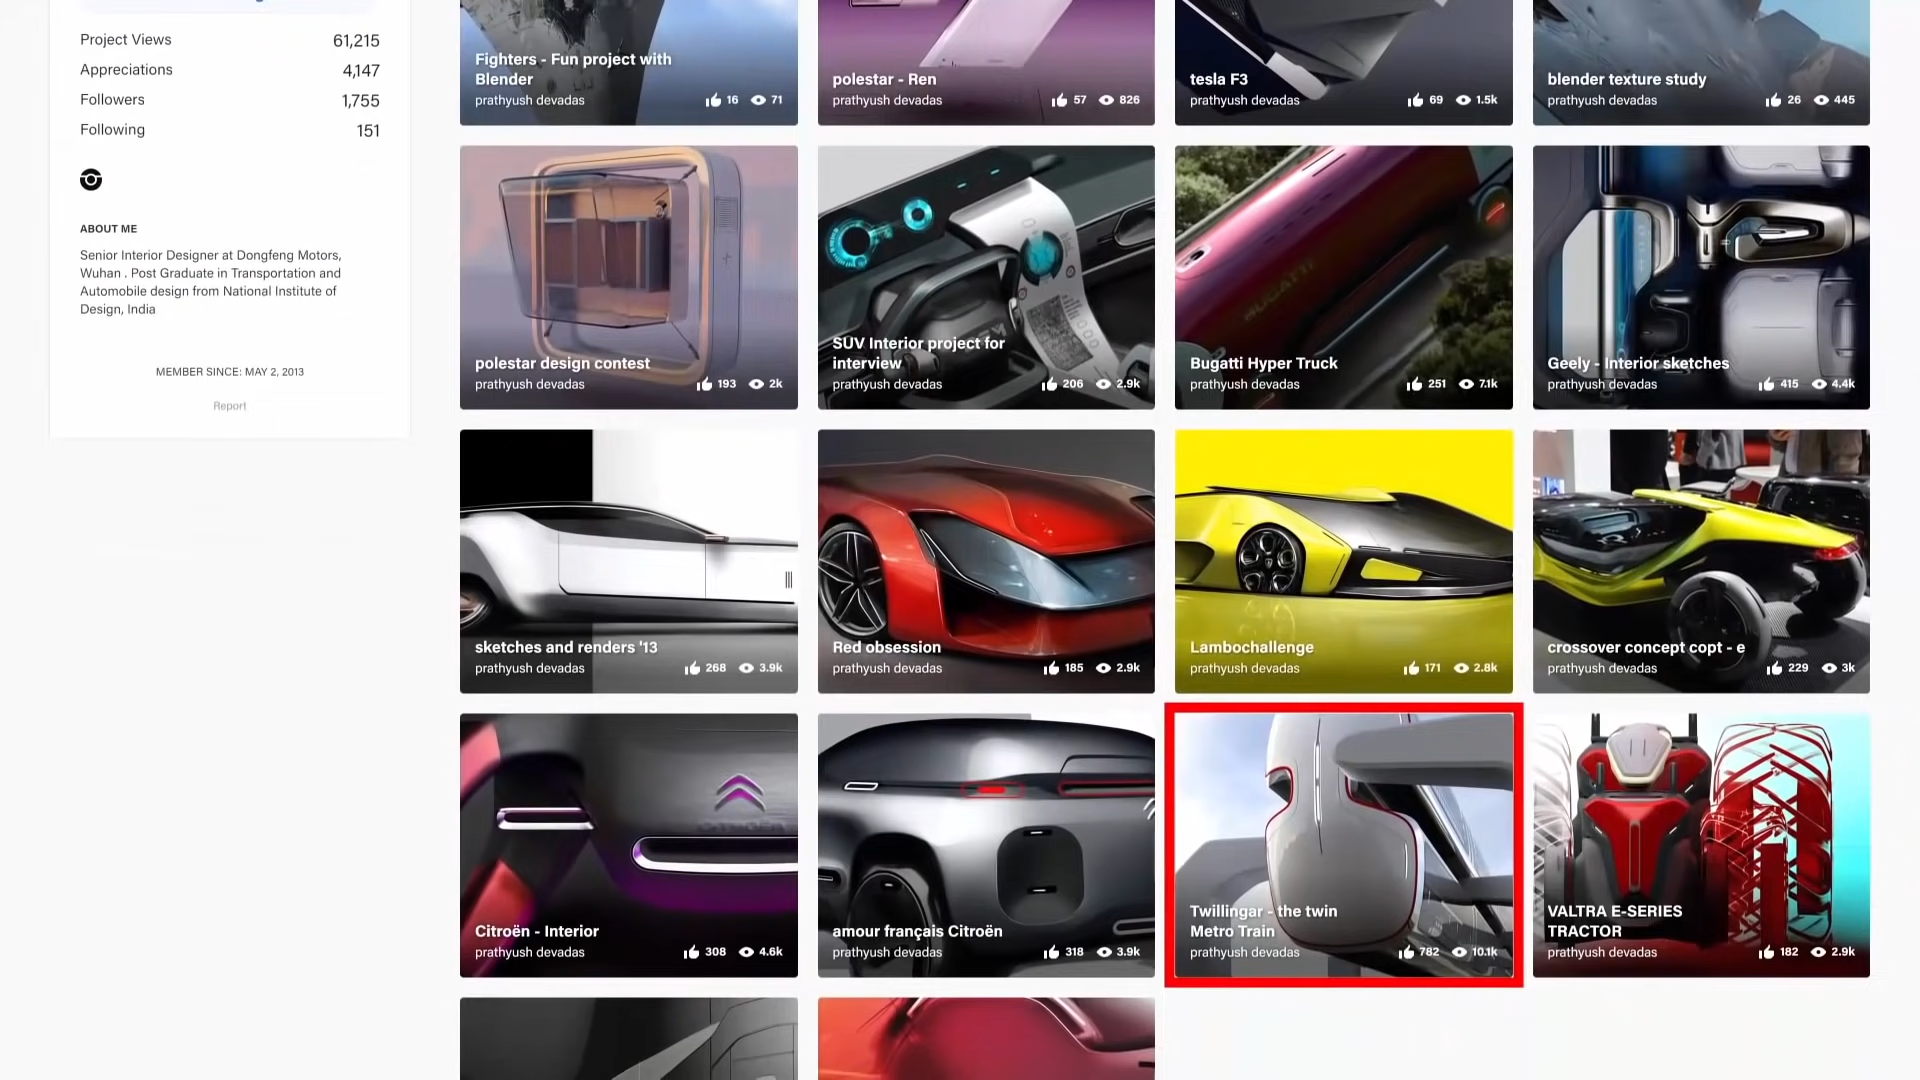 Project Views 61,215
Appreciations 4,147
Followers 1,755
Following 151
ABOUT ME
Senior Interior Designer at Dongfeng Motors,
Wuhan . Post Graduate in Transportation and
Automobile design from National Institute of
Design, India
MEMBER SINCE: MAY 2, 2013
Report
Fighters - Fun project with
Blender
prathyush devadas 16 71
polestar - Ren
prathyush devadas 57 826
tesla F3
prathyush devadas 69 1.5k
blender texture study
prathyush devadas 26 445
polestar design contest
prathyush devadas 193 2k
SUV Interior project for
interview
prathyush devadas 206 2.9k
BUGATTI
Bugatti Hyper Truck
prathyush devadas 251 7.1k
Geely - Interior sketches
prathyush devadas 415 4.4k
sketches and renders '13
prathyush devadas 268 3.9k
Red obsession
prathyush devadas 185 2.9k
Lambochallenge
prathyush devadas 171 2.8k
crossover concept copt - e
prathyush devadas 229 3k
Citroën - Interior
prathyush devadas 308 4.6k
amour français Citroën
prathyush devadas 318 3.9k
Twillingar - the twin
Metro Train
prathyush devadas 782 10.1k
VALTRA E-SERIES
TRACTOR
prathyush devadas 182 2.9k